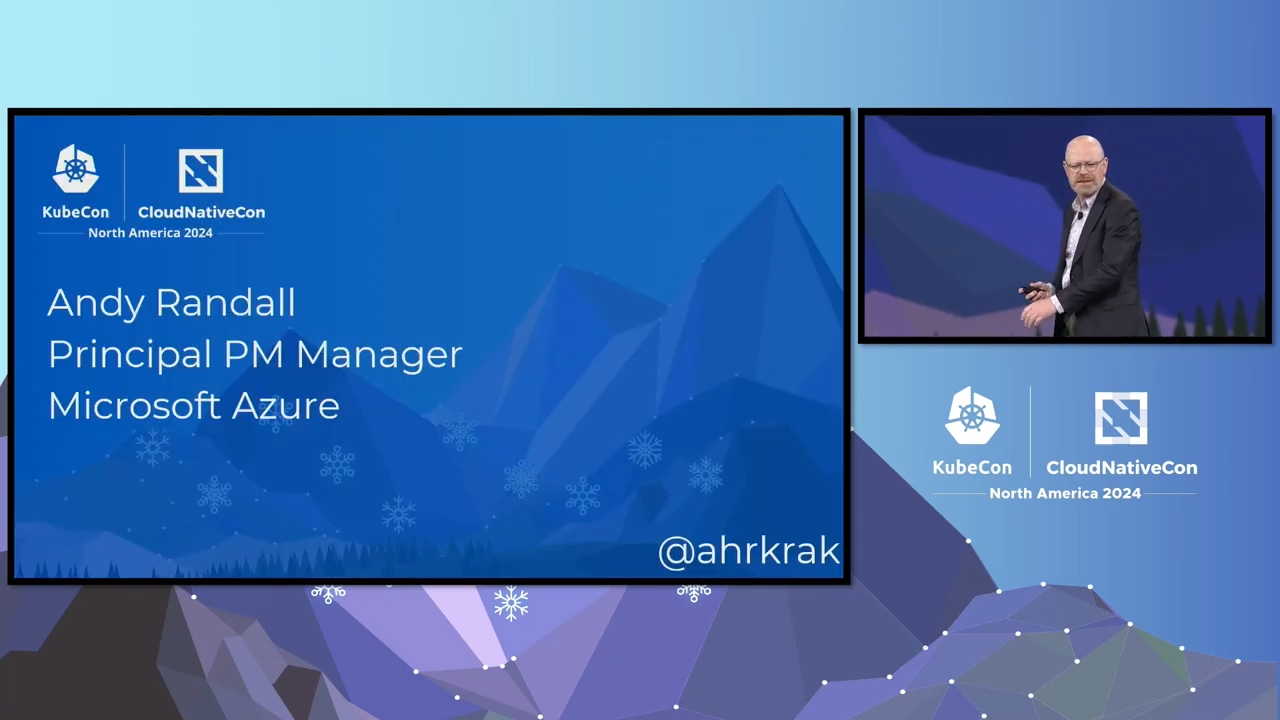 KubeCon
CloudNativeCon
North America 2024
Andy Randall
Principal PM Manager
Microsoft Azure
@ahrkrak
KubeCon
CloudNativeCon
North America 2024